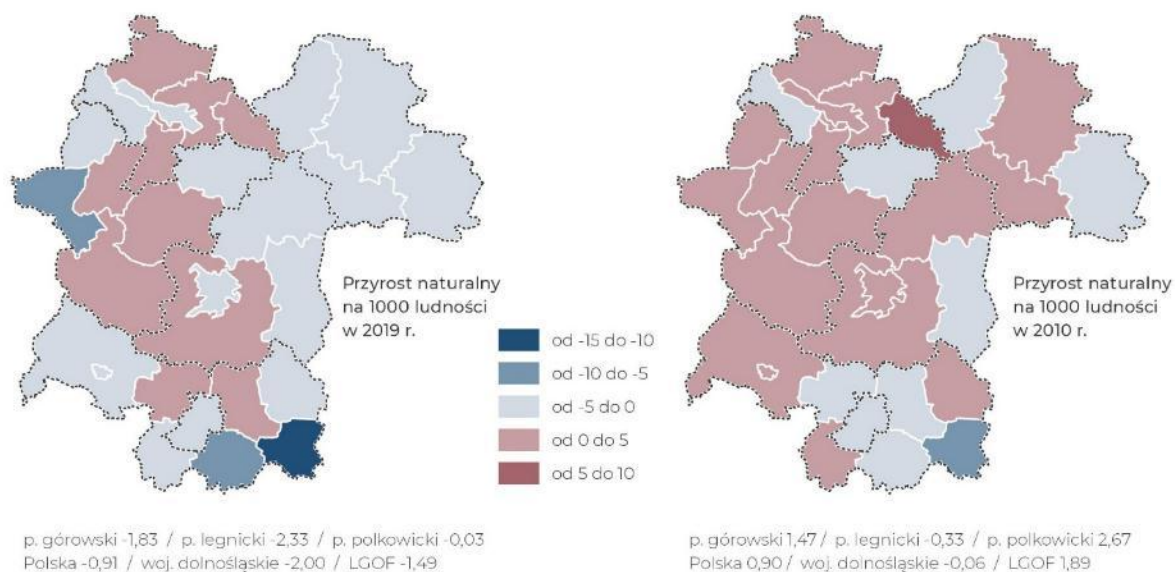 Przyrost naturalny
na 1000 ludności
w 2019 r.
od -15 do -10
od -10 do -5
od -5 do 0
od 0 do 5
od 5 do 10
Przyrost naturalny
na 1000 ludności
w 2010 r.
p. górowski -1,83 / p. legnicki -2,33 / p. polkowicki -0,03
Polska -0,91 / woj. dolnośląskie -2,00 / LGOF -1,49
p. górowski 1,47 / p. legnicki -0,33 / p. polkowicki 2,67
Polska 0,90 / woj. dolnośląskie -0,06 / LGOF 1,89